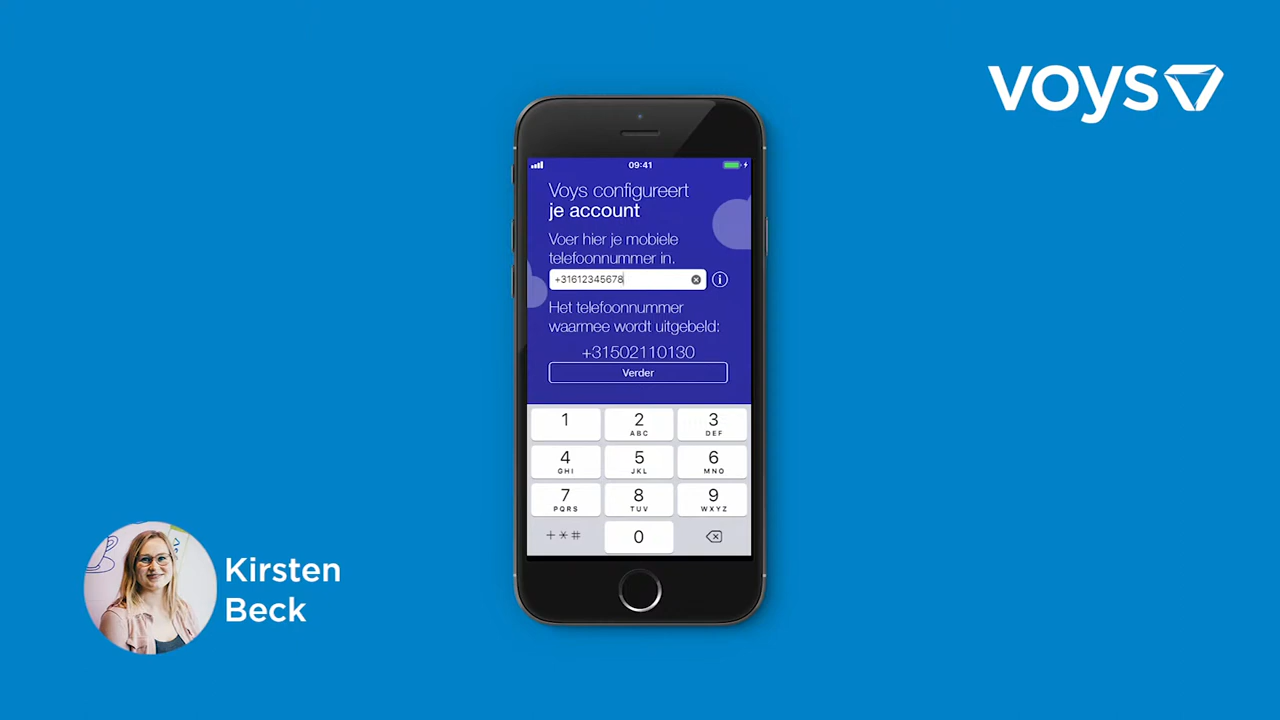 voys
09:41
Voys configureert
je account
Voer hier je mobiele
telefoonnummer in.
+31612345678
Het telefoonnummer
waarmee wordt uitgebeld:
+31502110130
Verder
1 2 3
ABC DEF
4 5 6
GHI JKL MNO
7 8 9
PQRS TUV WXYZ
+*# 0
Kirsten
Beck